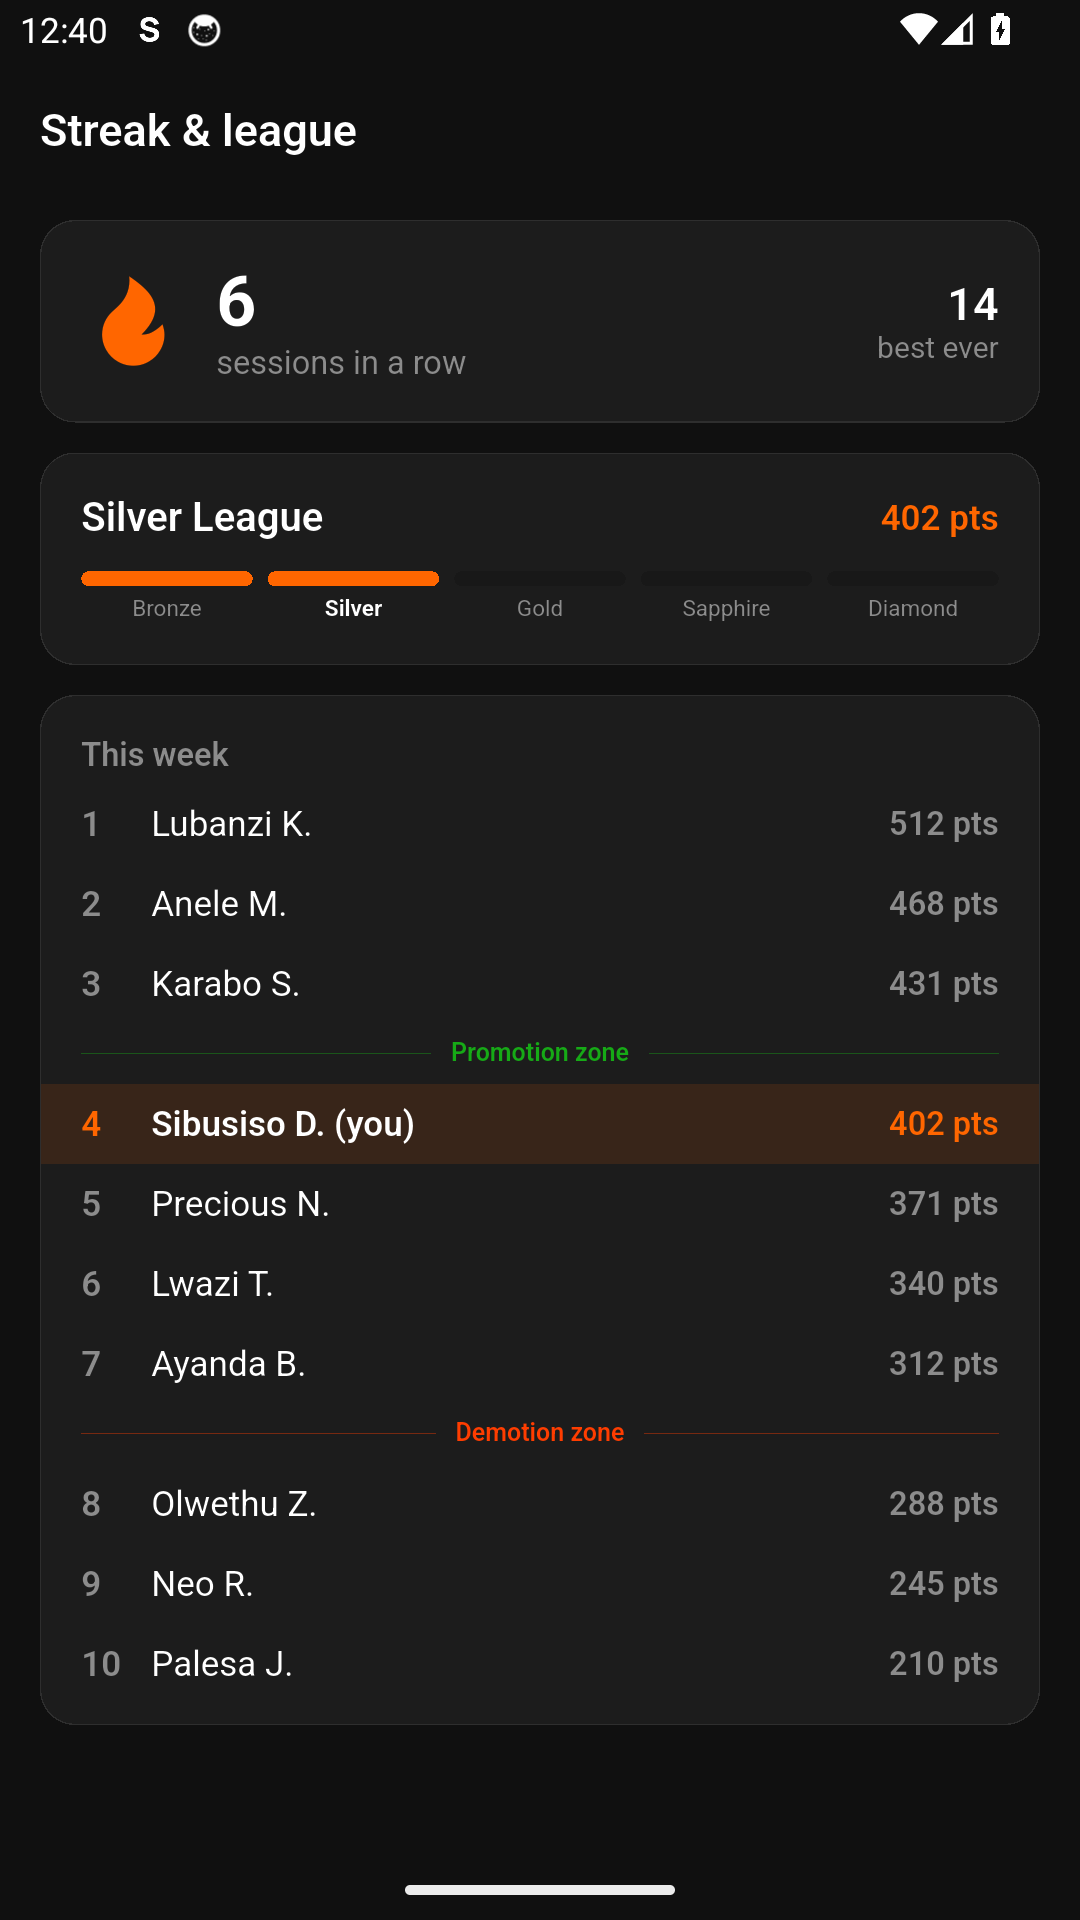 12:40 S
Streak & league
6
sessions in a row
14
best ever
Silver League 402 pts
Bronze Silver Gold Sapphire Diamond
This week
1 Lubanzi K. 512 pts
2 Anele M. 468 pts
3 Karabo S. 431 pts
Promotion zone
4 Sibusiso D. (you) 402 pts
5 Precious N. 371 pts
6 Lwazi T. 340 pts
7 Ayanda B. 312 pts
Demotion zone
8 Olwethu Z. 288 pts
9 Neo R. 245 pts
10 Palesa J. 210 pts